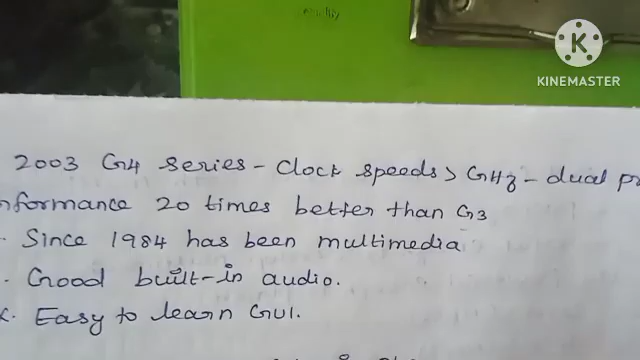 KINEMASTER
2003 G4 series - Clock speeds > GHz - dual
formance 20 times better than G3
Since 1984 has been multimedia
Good built-in audio.
Easy to learn GUI.